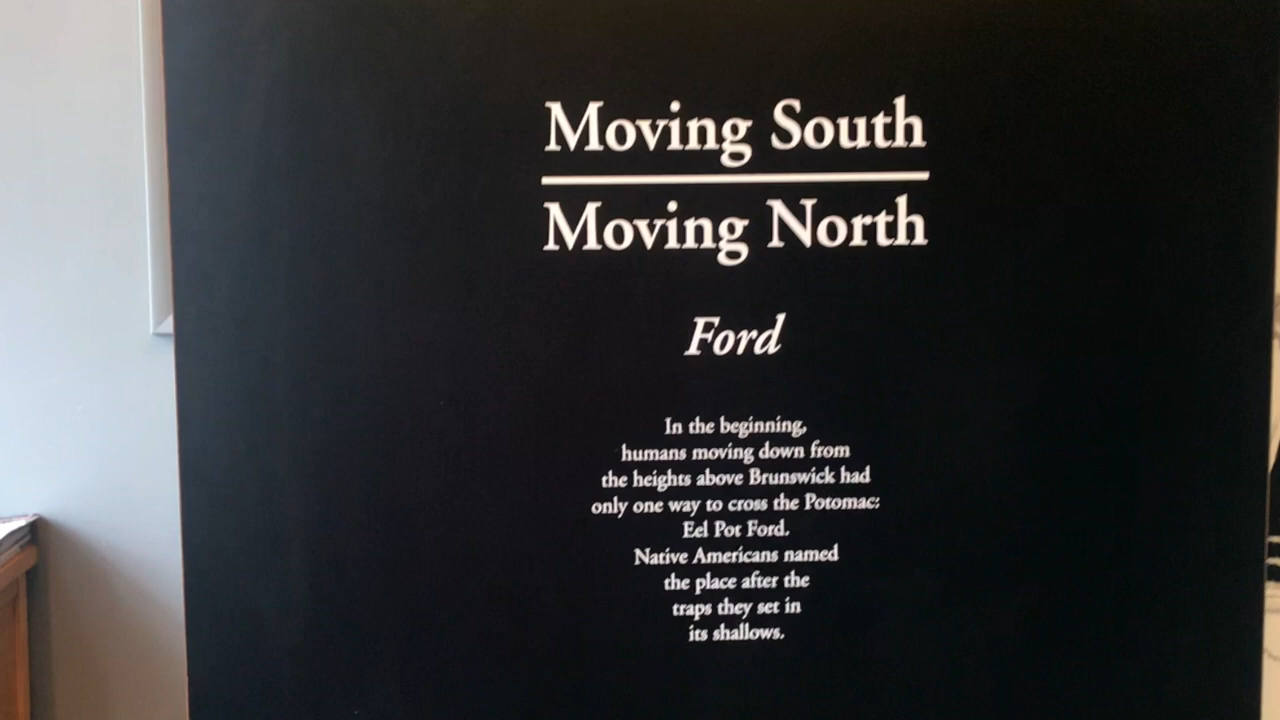 Moving South
Moving North
Ford
In the beginning,
humans moving down from
the heights above Brunswick had
only one way to cross the Potomac:
Eel Pot Ford.
Native Americans named
the place after the
traps they set in
its shallows.